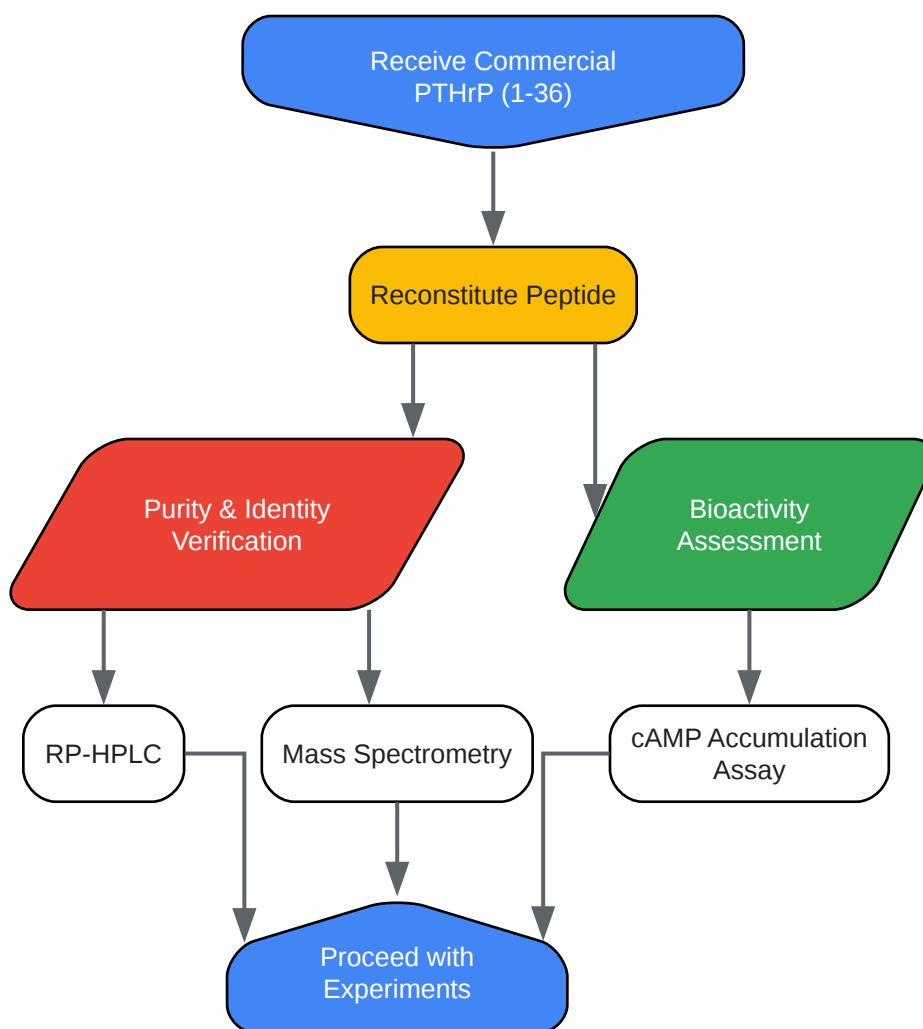 Receive Commercial
PTHrP (1-36)
Reconstitute Peptide
Purity & Identity
Verification
Bioactivity
Assessment
RP-HPLC
Mass Spectrometry
cAMP Accumulation
Assay
Proceed with
Experiments